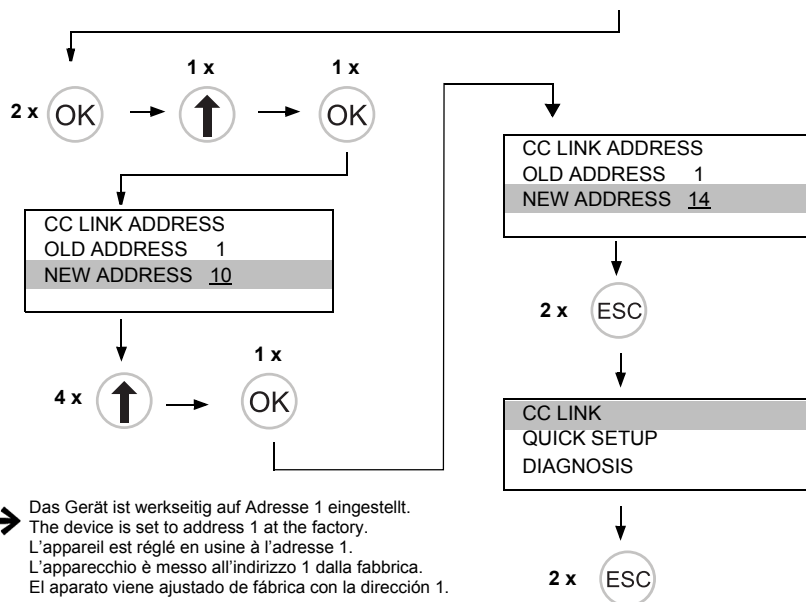 1 x 1 x
2 x OK OK
CC LINK ADDRESS
OLD ADDRESS 1
NEW ADDRESS 10
1 x
4 x OK
CC LINK ADDRESS
OLD ADDRESS 1
NEW ADDRESS 14
2 x ESC
CC LINK
QUICK SETUP
DIAGNOSIS
2 x ESC
Das Gerät ist werkseitig auf Adresse 1 eingestellt.
The device is set to address 1 at the factory.
L'appareil est réglé en usine à l'adresse 1.
L'apparecchio è messo all'indirizzo 1 dalla fabbrica.
El aparato viene ajustado de fábrica con la dirección 1.